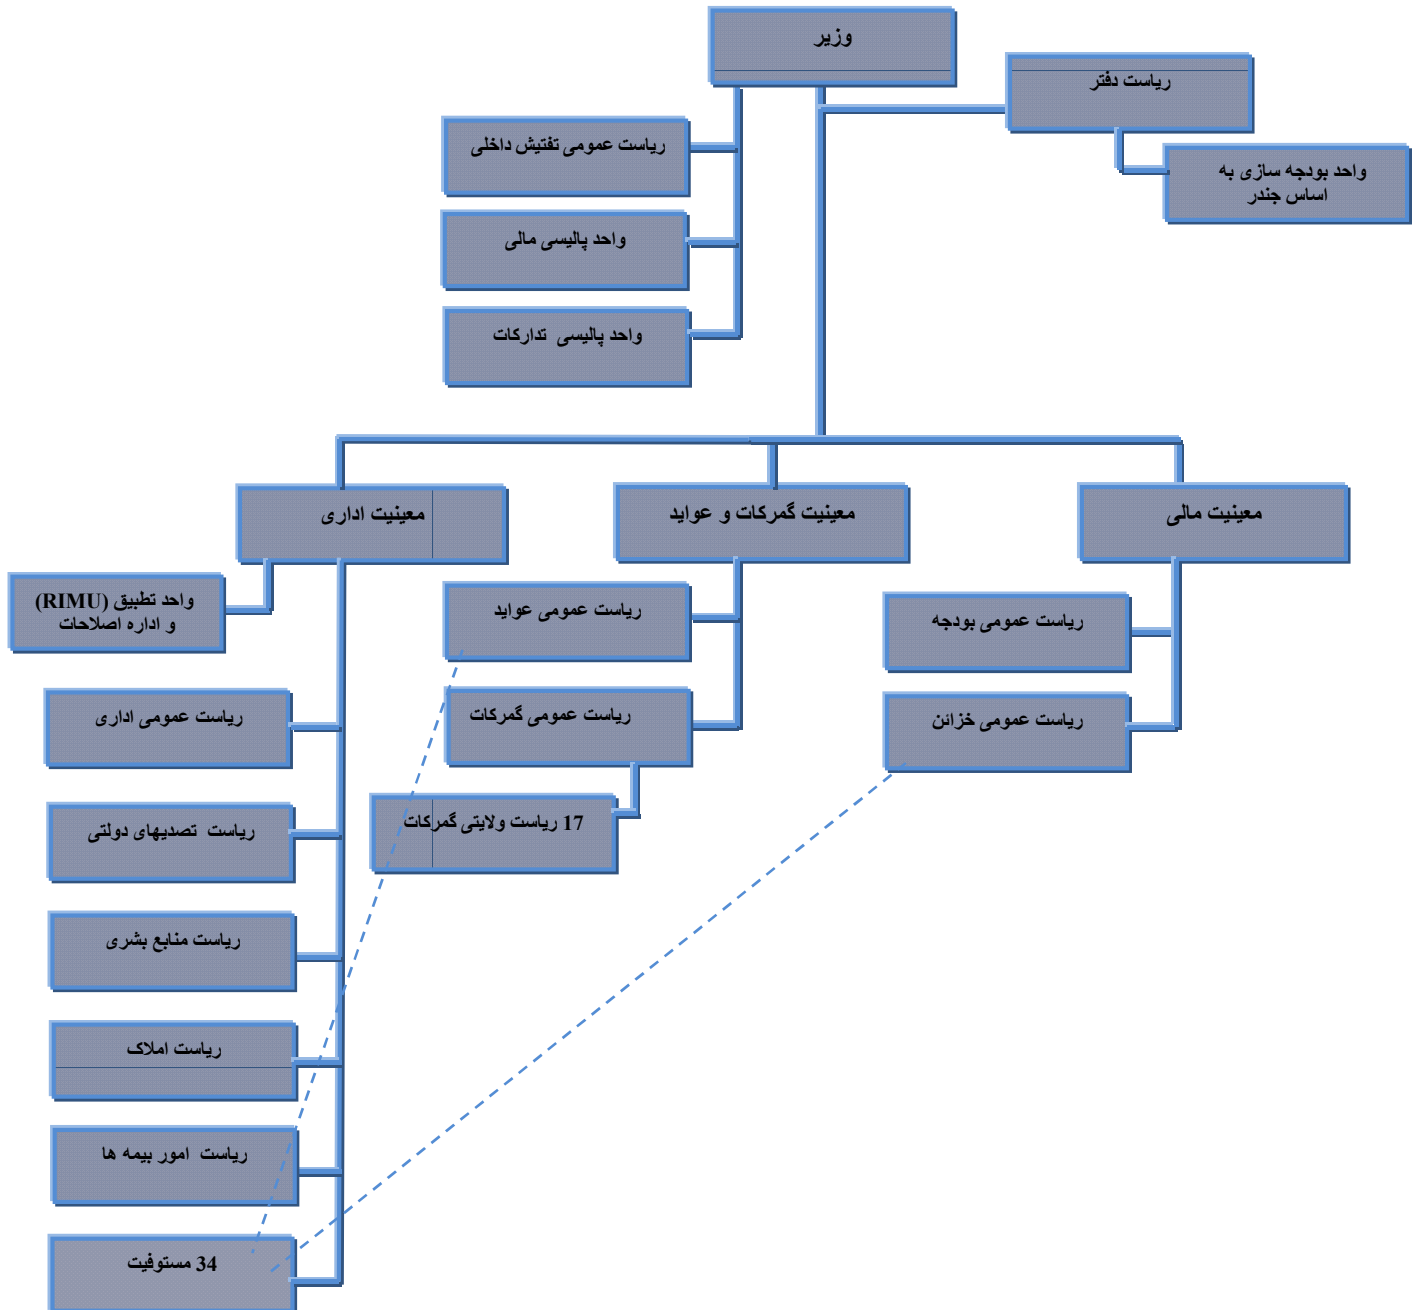 وزیر
ریاست دفتر
واحد بودجه سازی به
اساس جندر
ریاست عمومی تفتیش داخلی
واحد پالیسی مالی
واحد پالیسی تدارکات
معینیت مالی
معینیت گمرکات و عواید
معینیت اداری
ریاست عمومی بودجه
ریاست عمومی خزائن
ریاست عمومی عواید
ریاست عمومی گمرکات
17 ریاست ولایتی گمرکات
واحد تطبیق (RIMU)
و اداره اصلاحات
ریاست عمومی اداری
ریاست تصدیهای دولتی
ریاست منابع بشری
ریاست املاک
ریاست امور بیمه ها
34 مستوفیت